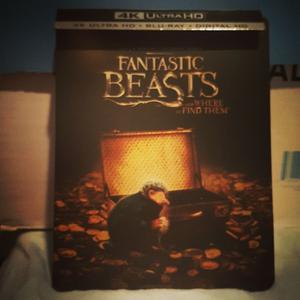 4K ULTRA HD
4K ULTRA HD • BLU-RAY • DIGITAL HD
FANTASTIC
BEASTS
AND WHERE
TO FIND THEM